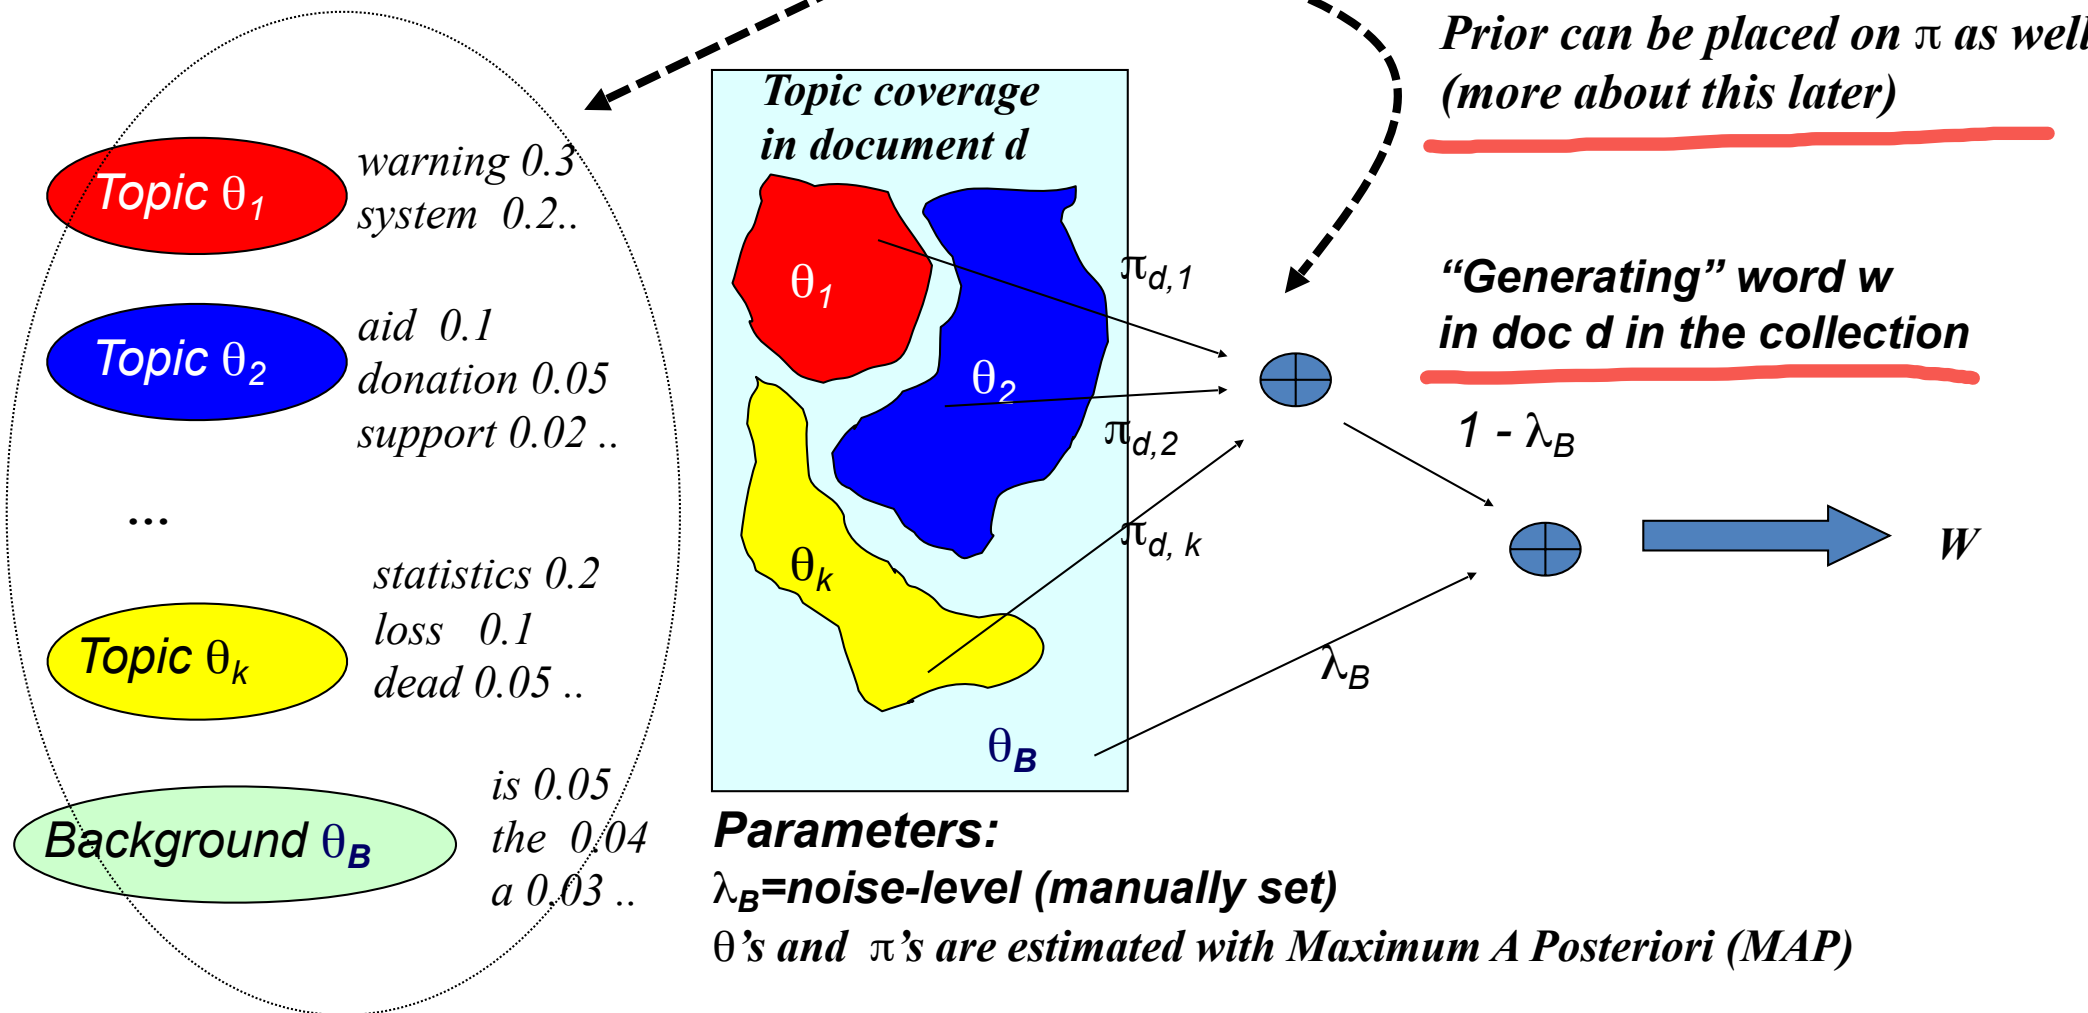 Prior can be placed on π as well
(more about this later)
Topic coverage
in document d
Topic θ1
warning 0.3
system 0.2..
Topic θ2
aid 0.1
donation 0.05
support 0.02 ..
...
Topic θk
statistics 0.2
loss 0.1
dead 0.05 ..
Background θB
is 0.05
the 0.04
a 0.03 ..
θ1
θ2
θk
θB
πd,1
πd,2
πd, k
“Generating” word w
in doc d in the collection
1 - λB
λB
W
Parameters:
λB=noise-level (manually set)
θ’s and π’s are estimated with Maximum A Posteriori (MAP)